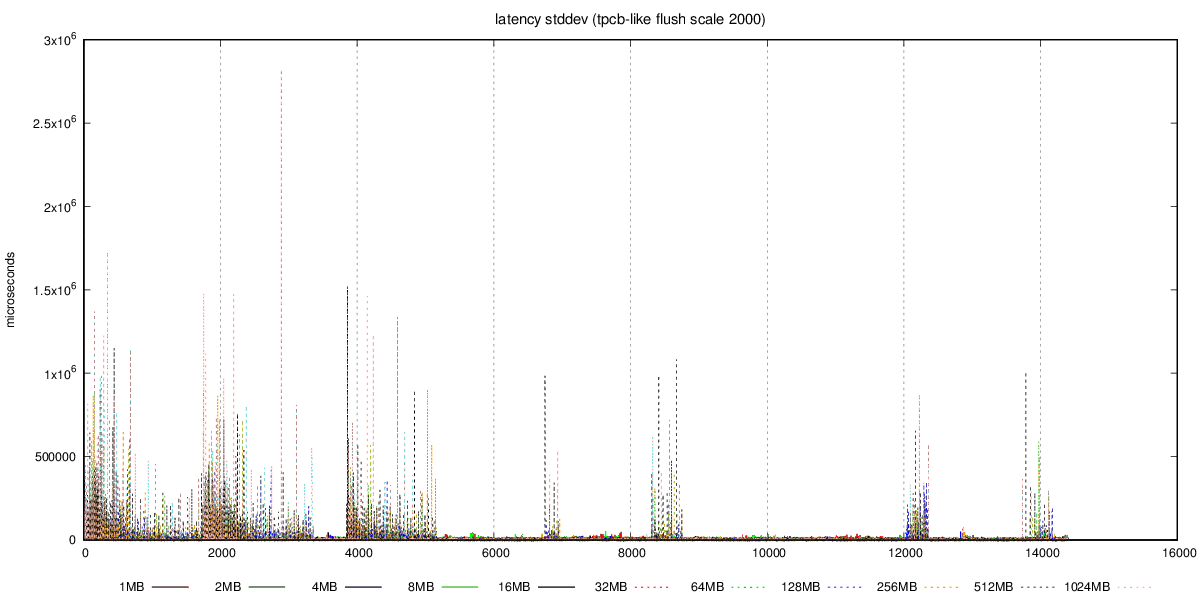 latency stddev (tpcb-like flush scale 2000)
3x10⁶
2.5x10⁶
2x10⁶
1.5x10⁶
1x10⁶
500000
0
microseconds
0 2000 4000 6000 8000 10000 12000 14000 16000
1MB 2MB 4MB 8MB 16MB 32MB 64MB 128MB 256MB 512MB 1024MB